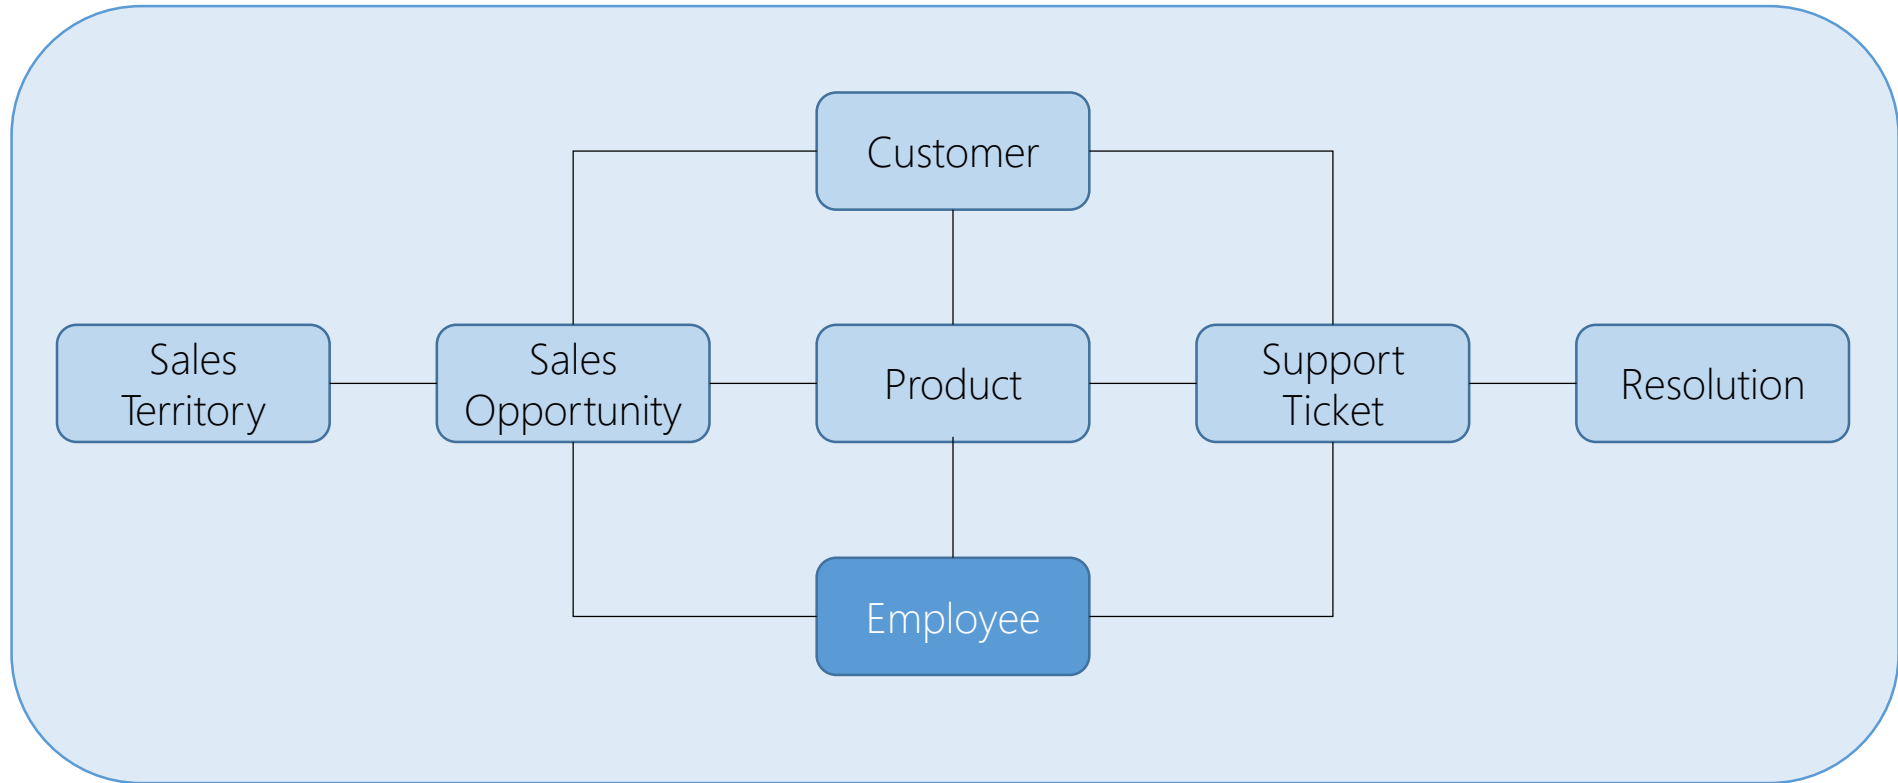 Customer
Sales
Territory
Sales
Opportunity
Product
Support
Ticket
Resolution
Employee